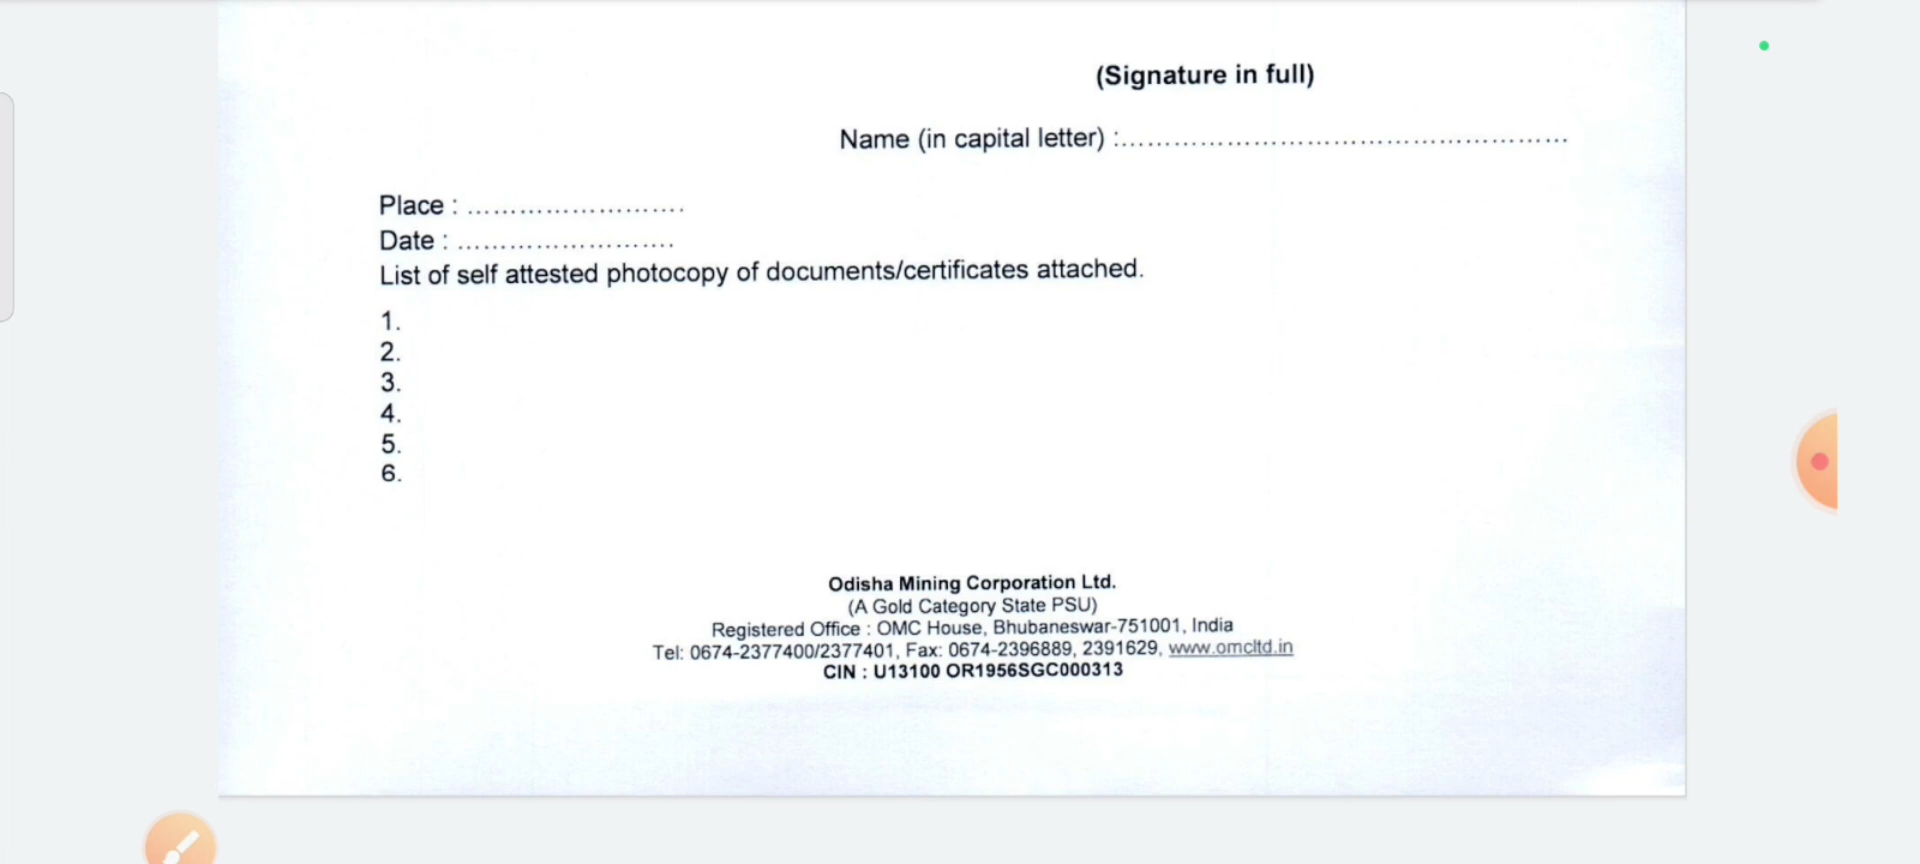 (Signature in full)
Name (in capital letter) :..................................................
Place : ........................
Date : ........................
List of self attested photocopy of documents/certificates attached.
1.
2.
3.
4.
5.
6.
Odisha Mining Corporation Ltd.
(A Gold Category State PSU)
Registered Office : OMC House, Bhubaneswar-751001, India
Tel: 0674-2377400/2377401, Fax: 0674-2396889, 2391629, www.omcltd.in
CIN : U13100 OR1956SGC000313